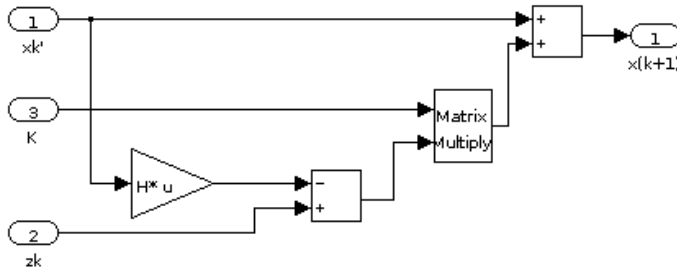 1
xk'
+
+
1
x(k+1)
3
K
Matrix
Multiply
H* u
−
+
2
zk